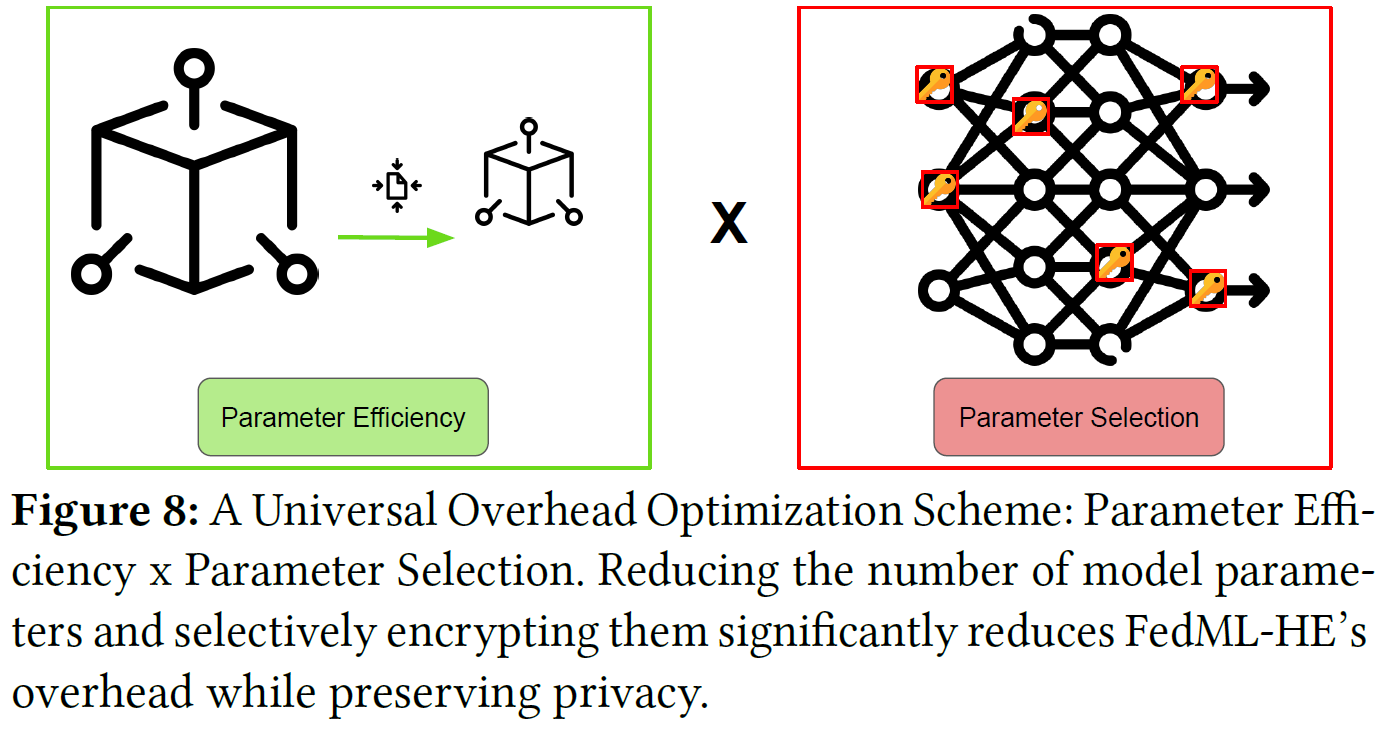 X
Parameter Efficiency
Parameter Selection
Figure 8: A Universal Overhead Optimization Scheme: Parameter Effi-
ciency x Parameter Selection. Reducing the number of model parame-
ters and selectively encrypting them significantly reduces FedML-HE’s
overhead while preserving privacy.